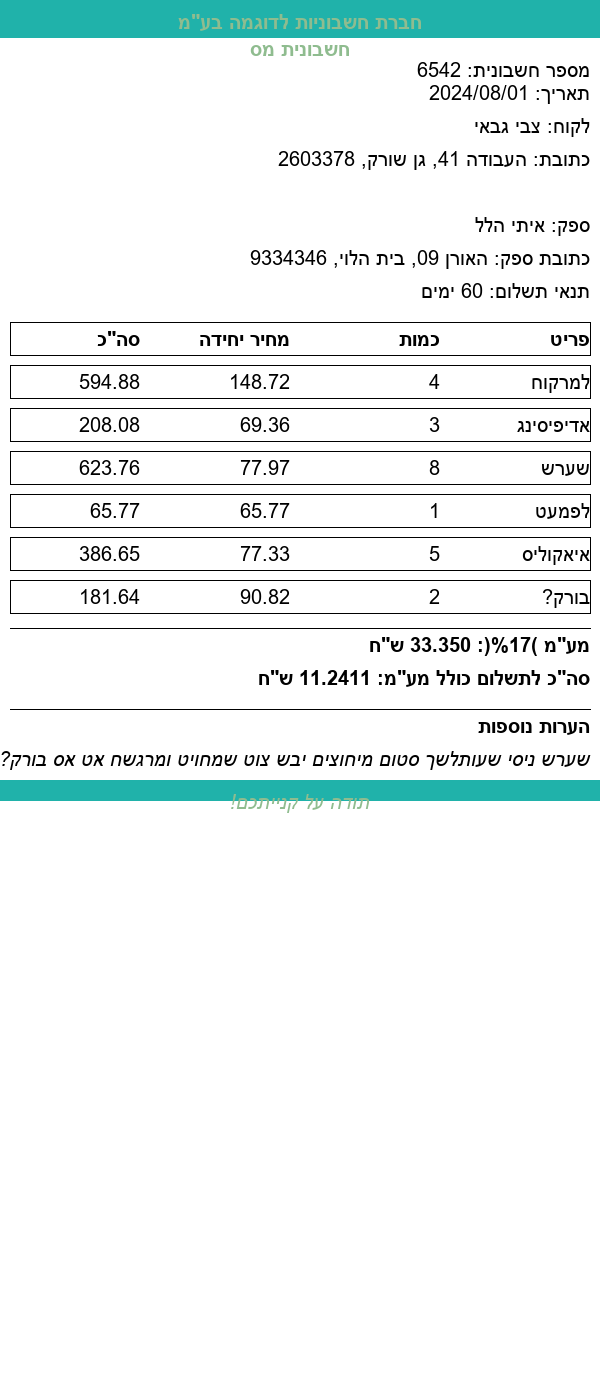 חברת חשבוניות לדוגמה בע"מ
חשבונית מס
מספר חשבונית: 6542
תאריך: 2024/08/01
לקוח: צבי גבאי
כתובת: העבודה 41, גן שורק, 2603378
ספק: איתי הלל
כתובת ספק: האורן 09, בית הלוי, 9334346
תנאי תשלום: 60 ימים
פריט כמות מחיר יחידה סה"כ
למרקוח 4 148.72 594.88
אדיפיסינג 3 69.36 208.08
שערש 8 77.97 623.76
לפמעט 1 65.77 65.77
איאקוליס 5 77.33 386.65
בורק? 2 90.82 181.64
מע"מ )17%(: 33.350 ש"ח
סה"כ לתשלום כולל מע"מ: 11.2411 ש"ח
הערות נוספות
שערש ניסי שעותלשך סטום מיחוצים יבש צוט שמחויט ומרגשח אט אס בורק?
תודה על קנייתכם!